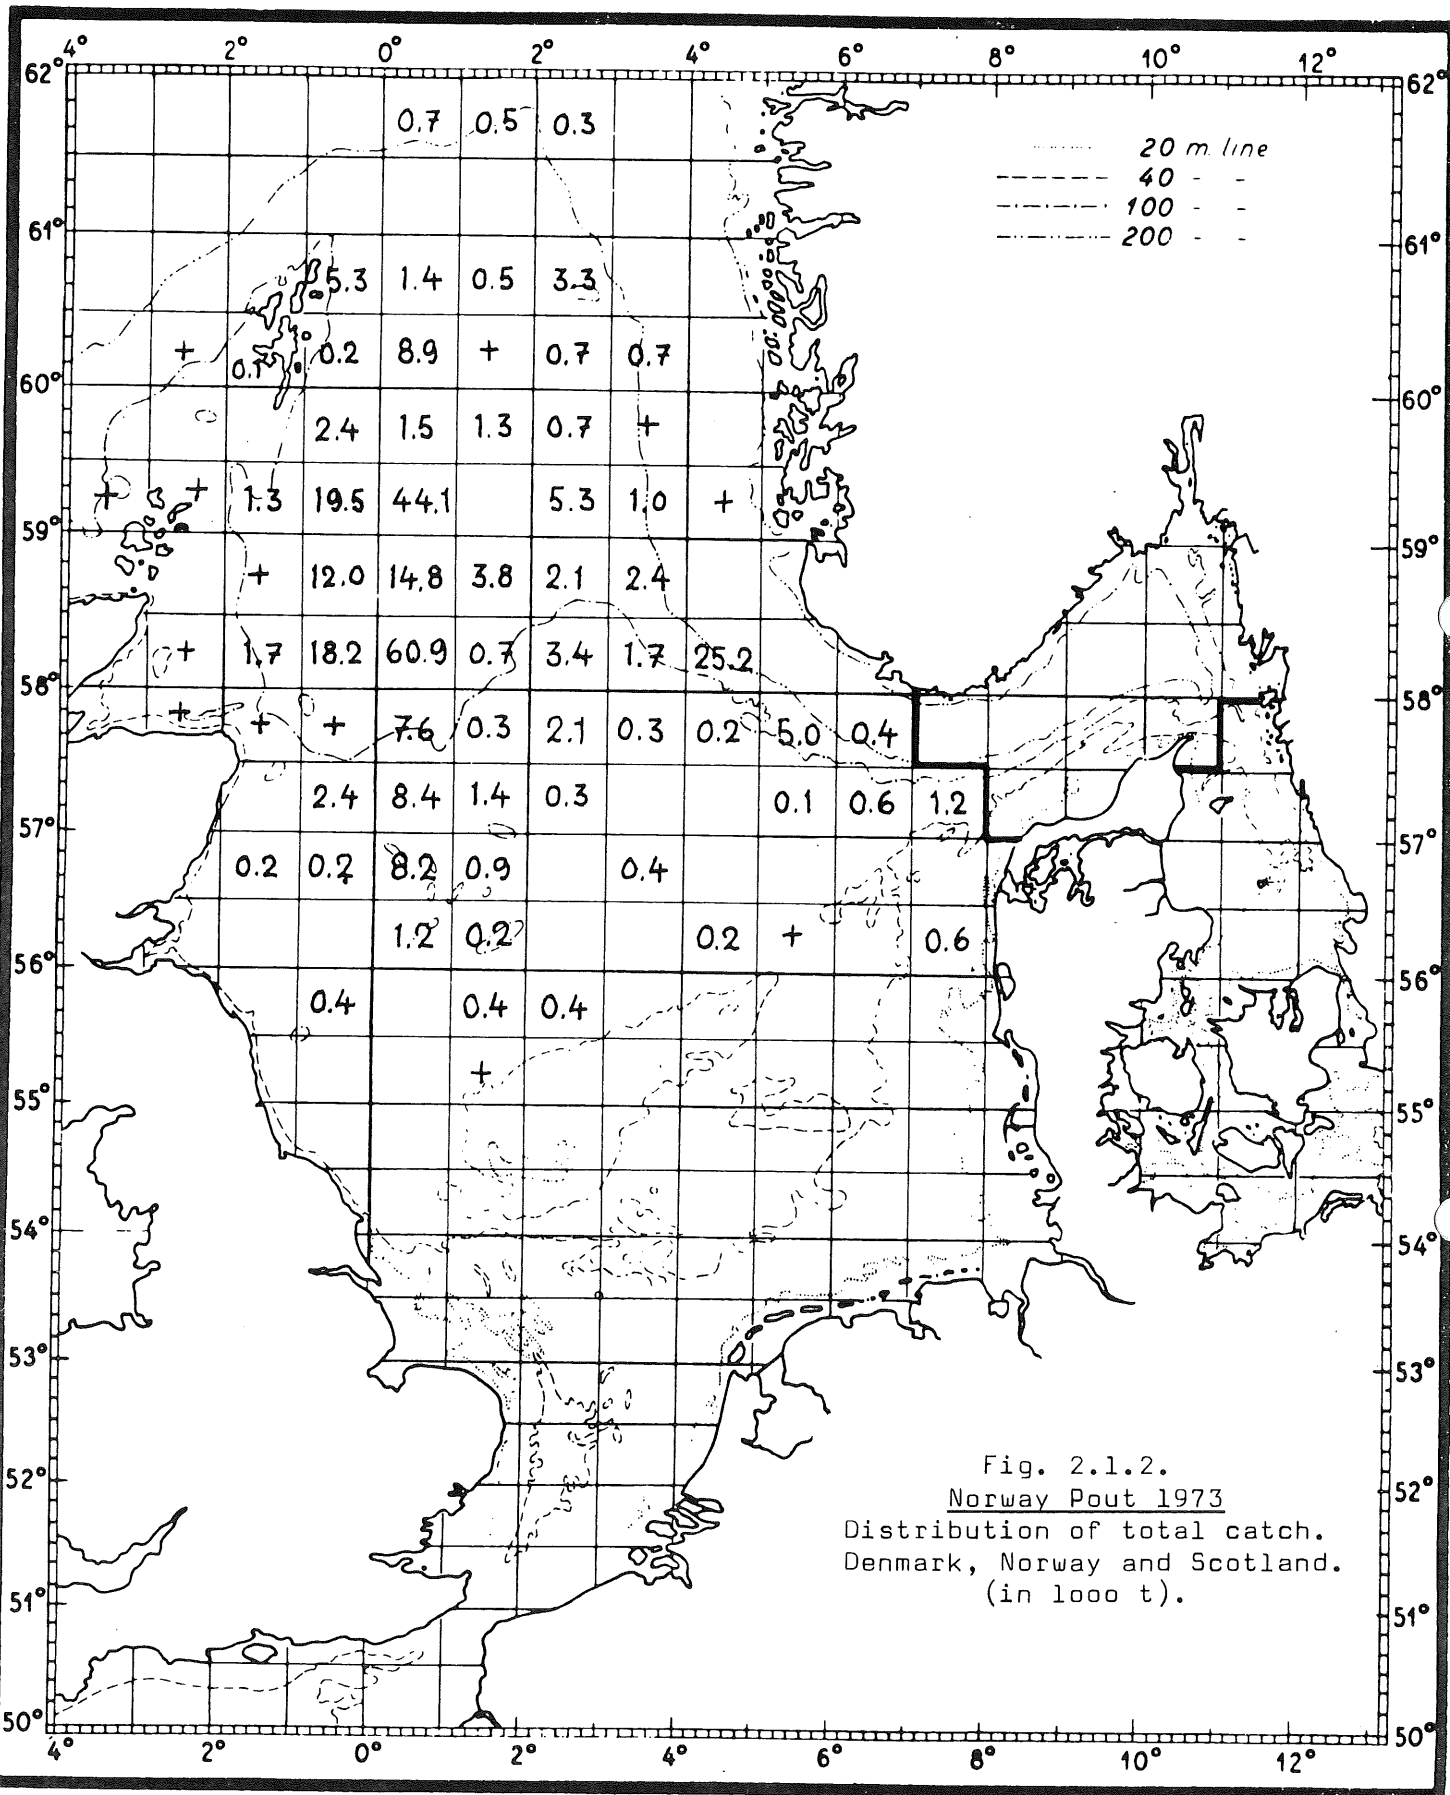 4° 2° 0° 2° 4° 6° 8° 10° 12°
62° 62°
0.7 0.5 0.3
20 m. line
40 - -
100 - -
200 - -
61° 61°
5.3 1.4 0.5 3.3
+ 0.1 0.2 8.9 + 0.7 0.7
60° 60°
2.4 1.5 1.3 0.7 +
+ + 1.3 19.5 44.1 5.3 1.0 +
59° 59°
+ 12.0 14.8 3.8 2.1 2.4
+ 1.7 18.2 60.9 0.7 3.4 1.7 25.2
58° 58°
+ + + 7.6 0.3 2.1 0.3 0.2 5.0 0.4
2.4 8.4 1.4 0.3 0.1 0.6 1.2
57° 57°
0.2 0.2 8.2 0.9 0.4
1.2 0.2 0.2 + 0.6
56° 56°
0.4 0.4 0.4
+
55° 55°
54° 54°
53° 53°
Fig. 2.1.2.
52° 52°
Norway Pout 1973
Distribution of total catch.
Denmark, Norway and Scotland.
(in 1ooo t).
51° 51°
50° 50°
4° 2° 0° 2° 4° 6° 8° 10° 12°